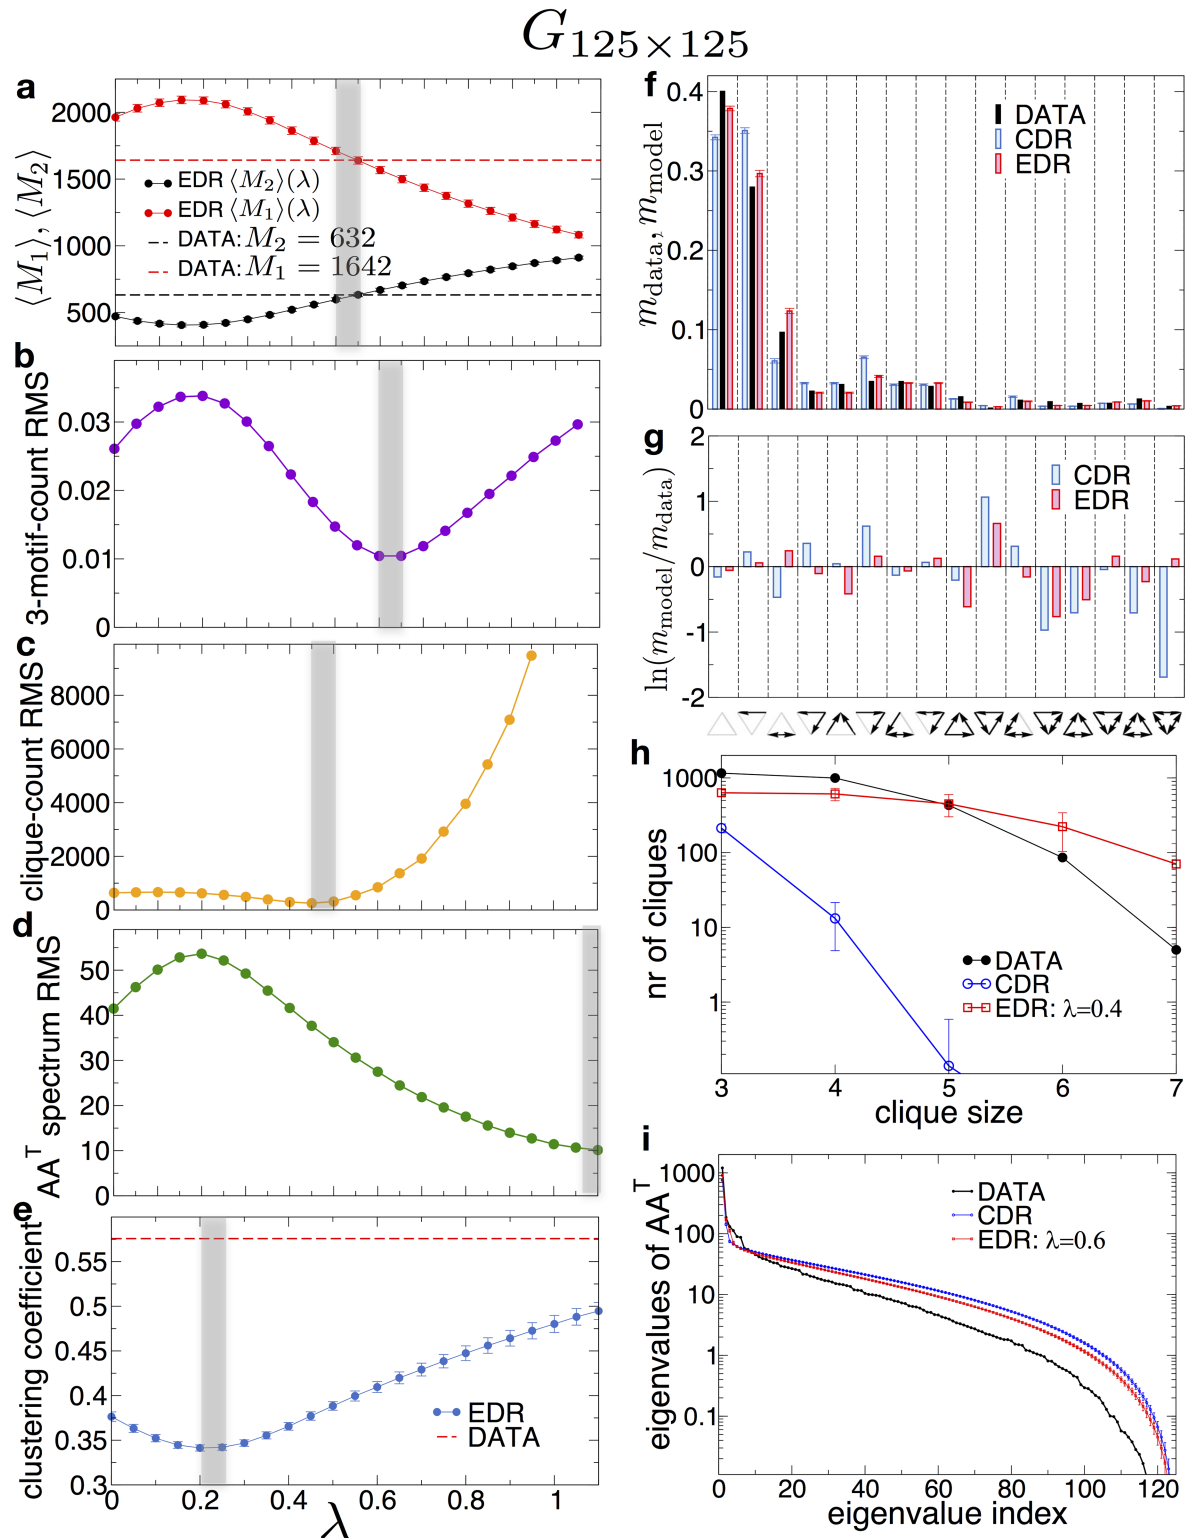 G125×125
a
2000
1500
1000
500
⟨M1⟩, ⟨M2⟩
EDR ⟨M2⟩(λ)
EDR ⟨M1⟩(λ)
DATA: M2 = 632
DATA: M1 = 1642
b
0.03
0.02
0.01
0
3-motif-count RMS
c
8000
6000
4000
2000
0
clique-count RMS
d
50
40
30
20
10
0
AAᵀ spectrum RMS
e
0.55
0.5
0.45
0.4
0.35
0.3
clustering coefficient
EDR
DATA
0 0.2 0.4 0.6 0.8 1
λ
f
0.4
0.3
0.2
0.1
0
mdata, mmodel
DATA
CDR
EDR
g
2
1
0
-1
-2
ln(mmodel/mdata)
CDR
EDR
h
1000
100
10
1
nr of cliques
DATA
CDR
EDR: λ=0.4
3 4 5 6 7
clique size
i
1000
100
10
1
0.1
eigenvalues of AAᵀ
DATA
CDR
EDR: λ=0.6
0 20 40 60 80 100 120
eigenvalue index